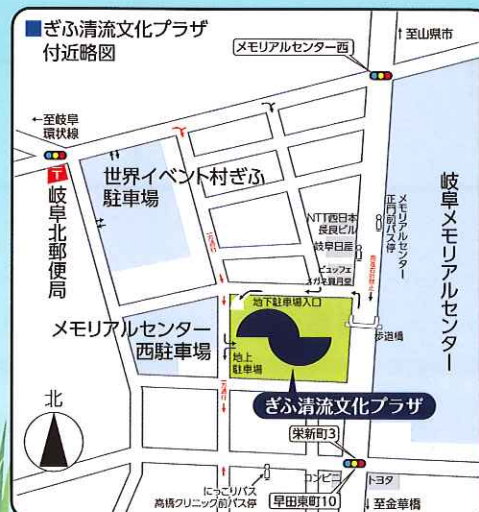 ■ぎふ清流文化プラザ
付近略図
メモリアルセンター西
↑至山県市
←至岐阜
環状線
〒
岐阜北郵便局
世界イベント村ぎふ
駐車場
NTT西日本
長良ビル
岐阜日産
メモリアルセンター
正門前バス停
岐阜メモリアルセンター
一方通行
地下駐車場入口
歩道橋
メモリアルセンター
西駐車場
地上
駐車場
一方通行
ぎふ清流文化プラザ
北
栄新町3
コンビニ
トヨタ
にっこりバス
高橋クリニック前バス停
早田東町10
↓至金華橋